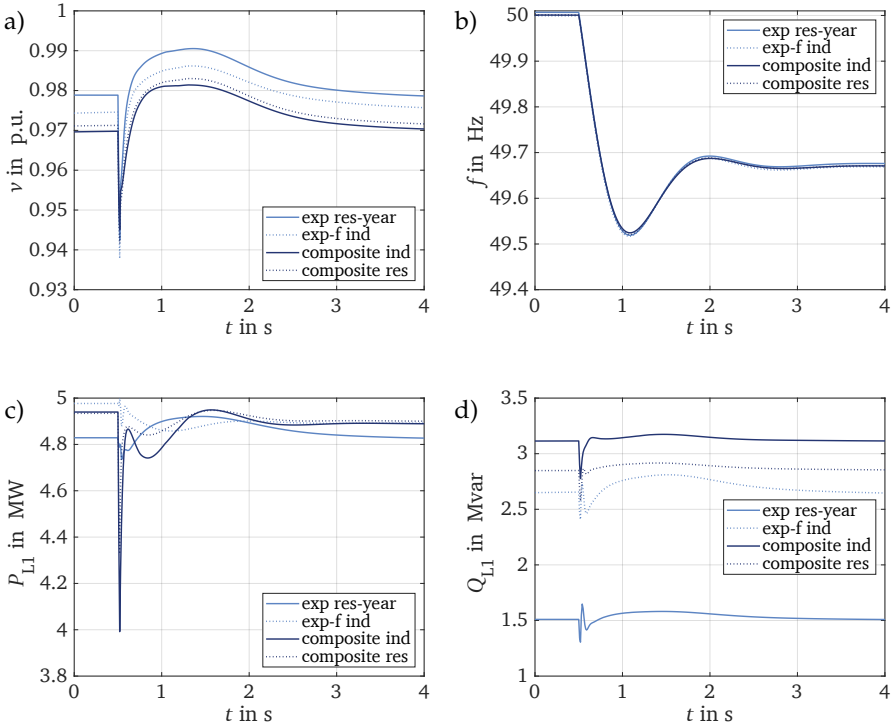 a)
1
0.99
0.98
0.97
0.96
0.95
0.94
0.93
v in p.u.
exp res-year
exp-f ind
composite ind
composite res
0 1 2 3 4
t in s
b)
50
49.9
49.8
49.7
49.6
49.5
49.4
f in Hz
exp res-year
exp-f ind
composite ind
composite res
0 1 2 3 4
t in s
c)
5
4.8
4.6
4.4
4.2
4
3.8
P_L1 in MW
exp res-year
exp-f ind
composite ind
composite res
0 1 2 3 4
t in s
d)
3.5
3
2.5
2
1.5
1
Q_L1 in Mvar
exp res-year
exp-f ind
composite ind
composite res
0 1 2 3 4
t in s